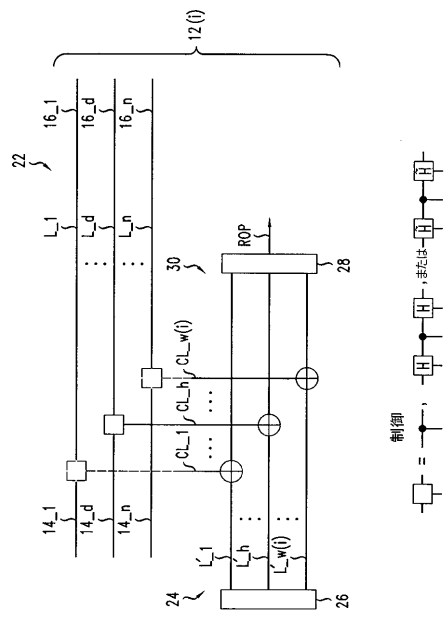 12(i)
22
16_1
16_d
16_n
L_1
L_d
L_n
14_1
14_d
14_n
CL_1
CL_h
CL_w(i)
30
ROP
24
L'_1
L'_h
L'_w(i)
26
28
制御
= , , または
H H H̃ H̃